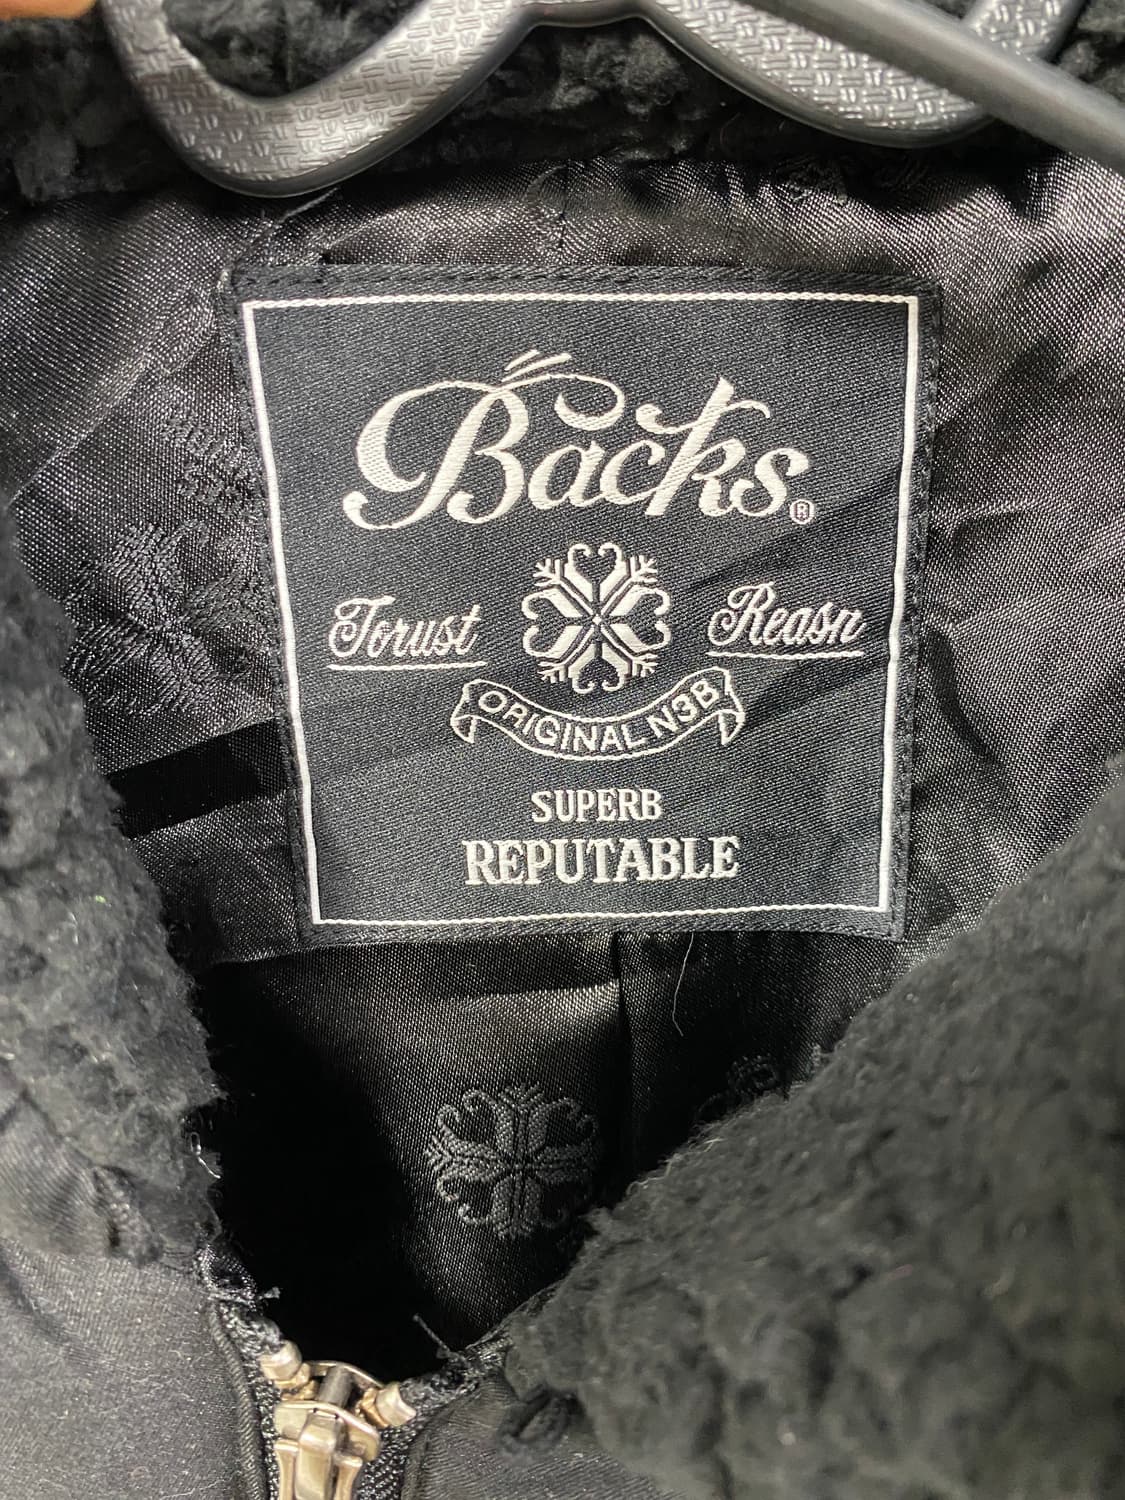 Backs®
Torust Reasn
ORIGINAL N3B
SUPERB
REPUTABLE